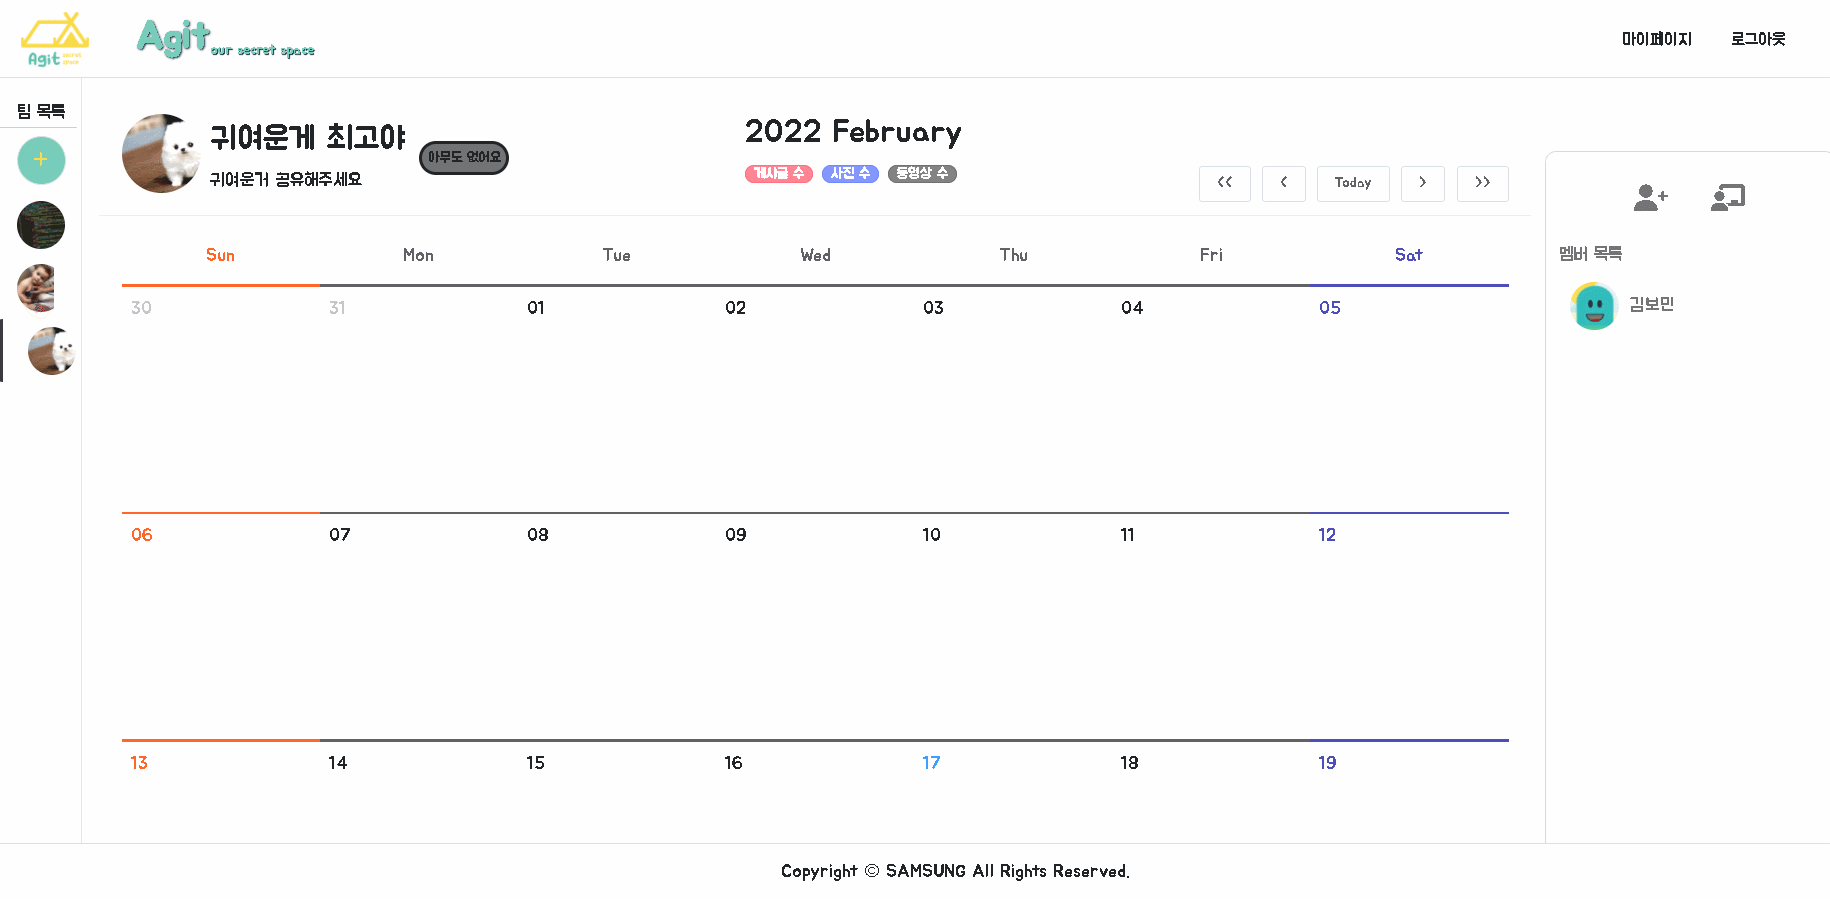 Agit secret space
Agit our secret space
마이페이지
로그아웃
팀 목록
+
귀여운게 최고야
귀여운거 공유해주세요
아무도 없어요
2022 February
게시글 수
사진 수
동영상 수
<<
<
Today
>
>>
멤버 목록
김보민
Sun Mon Tue Wed Thu Fri Sat
30 31 01 02 03 04 05
06 07 08 09 10 11 12
13 14 15 16 17 18 19
Copyright © SAMSUNG All Rights Reserved.